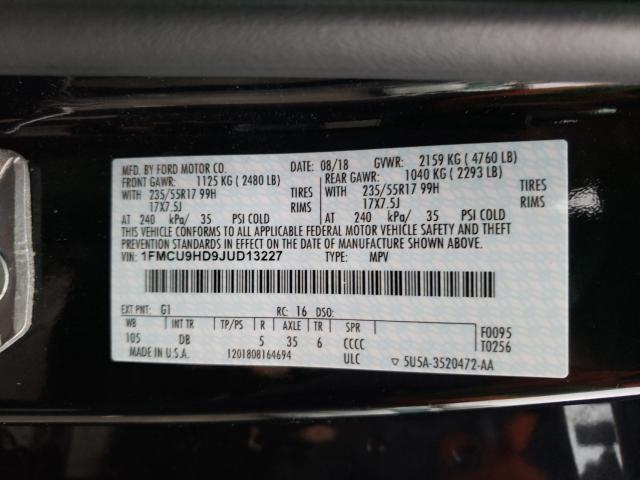 MFD. BY FORD MOTOR CO.
DATE: 08/18 GVWR: 2159 KG ( 4760 LB)
FRONT GAWR: 1125 KG ( 2480 LB) REAR GAWR: 1040 KG ( 2293 LB)
WITH 235/55R17 99H TIRES WITH 235/55R17 99H TIRES
17X7.5J RIMS 17X7.5J RIMS
AT 240 kPa/ 35 PSI COLD AT 240 kPa/ 35 PSI COLD
THIS VEHICLE CONFORMS TO ALL APPLICABLE FEDERAL MOTOR VEHICLE SAFETY AND THEFT PREVENTION STANDARDS IN EFFECT ON THE DATE OF MANUFACTURE SHOWN ABOVE.
VIN: 1FMCU9HD9JUD13227 TYPE: MPV
EXT PNT: G1 RC: 16 DSO:
WB INT TR TP/PS R AXLE TR SPR F0095
105 DB 5 35 6 CCCC T0256
MADE IN U.S.A. 1201808164694 ULC 5U5A-3520472-AA